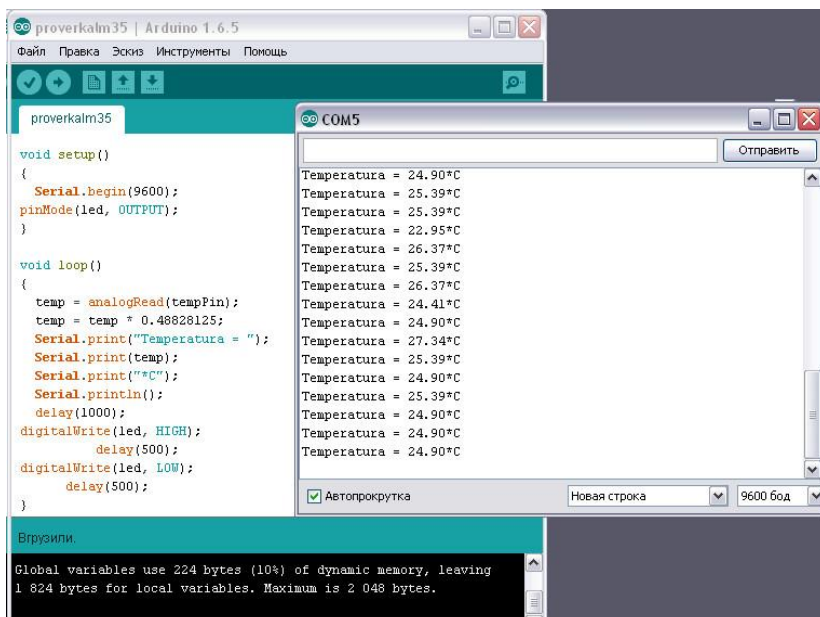 proverkalm35 | Arduino 1.6.5
Файл Правка Эскиз Инструменты Помощь
proverkalm35
void setup()
{
Serial.begin(9600);
pinMode(led, OUTPUT);
}
void loop()
{
temp = analogRead(tempPin);
temp = temp * 0.48828125;
Serial.print("Temperatura = ");
Serial.print(temp);
Serial.print("*C");
Serial.println();
delay(1000);
digitalWrite(led, HIGH);
delay(500);
digitalWrite(led, LOW);
delay(500);
}
COM5
Отправить
Temperatura = 24.90*C
Temperatura = 25.39*C
Temperatura = 25.39*C
Temperatura = 22.95*C
Temperatura = 26.37*C
Temperatura = 25.39*C
Temperatura = 26.37*C
Temperatura = 24.41*C
Temperatura = 24.90*C
Temperatura = 27.34*C
Temperatura = 25.39*C
Temperatura = 24.90*C
Temperatura = 25.39*C
Temperatura = 24.90*C
Temperatura = 24.90*C
Temperatura = 24.90*C
Автопрокрутка Новая строка 9600 бод
Вгрузили.
Global variables use 224 bytes (10%) of dynamic memory, leaving
1 824 bytes for local variables. Maximum is 2 048 bytes.